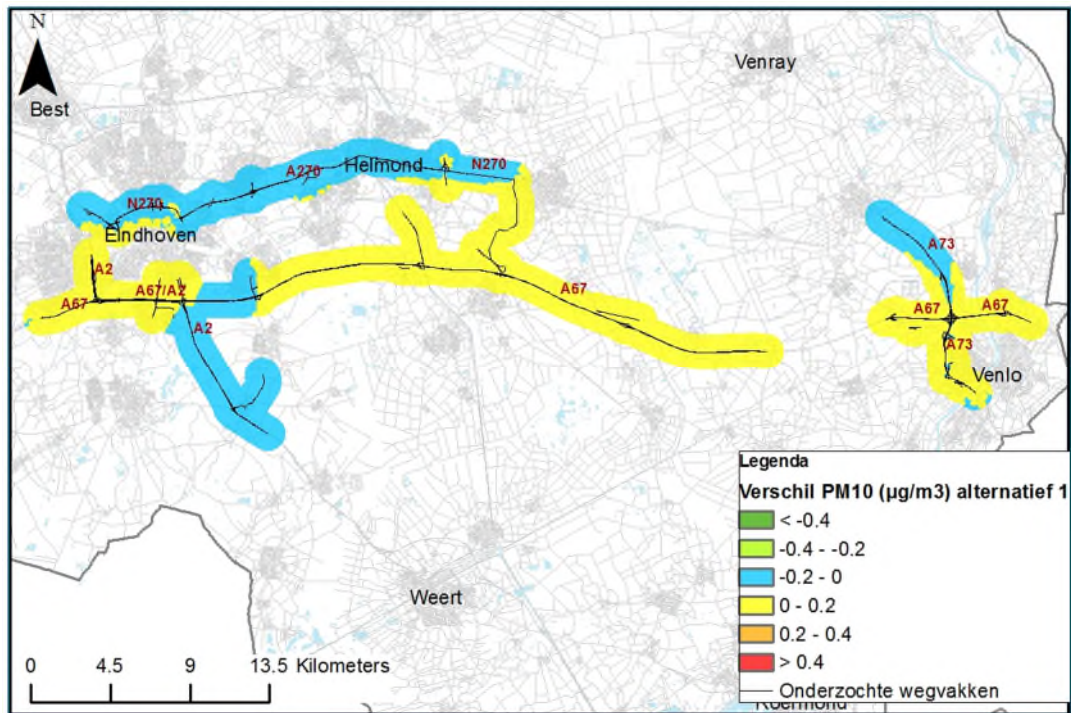 N
Venray
Best
Helmond
N270
A270
N270
Eindhoven
A73
A2
A67/A2
A67
A67
A67
A67
A2
A73
Venlo
Legenda
Verschil PM10 (µg/m3) alternatief 1
< -0.4
-0.4 - -0.2
-0.2 - 0
0 - 0.2
0.2 - 0.4
> 0.4
Onderzochte wegvakken
Weert
0 4.5 9 13.5 Kilometers
Roermond